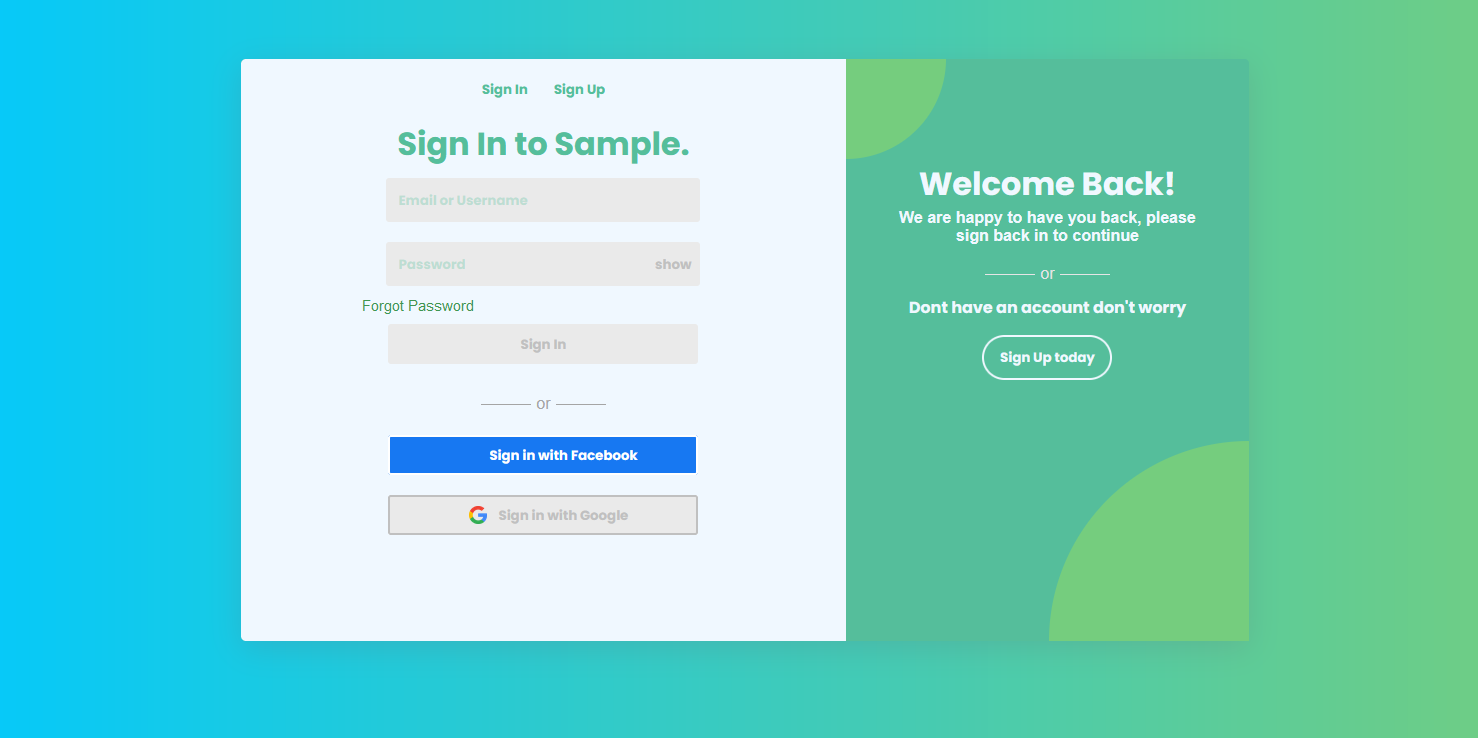 Sign In Sign Up
Sign In to Sample.
Email or Username
Password show
Forgot Password
Sign In
or
Sign in with Facebook
Sign in with Google
Welcome Back!
We are happy to have you back, please
sign back in to continue
or
Dont have an account don't worry
Sign Up today